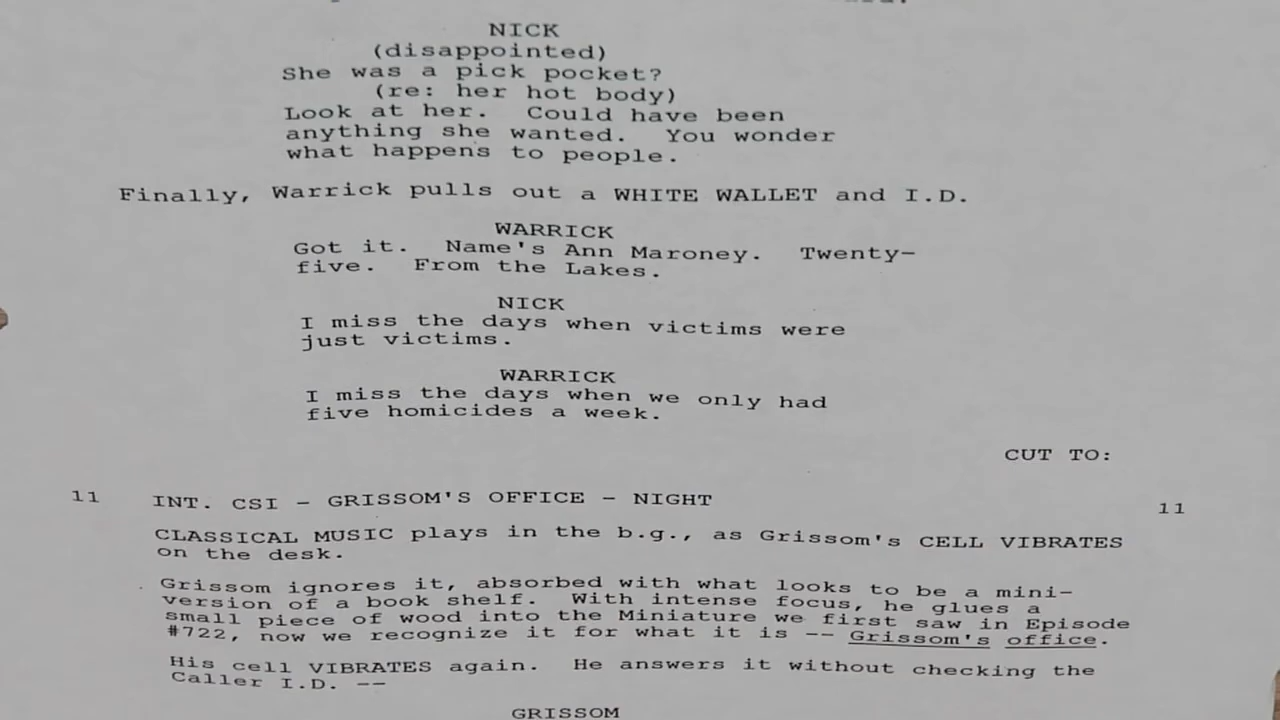 NICK
(disappointed)
She was a pick pocket?
(re: her hot body)
Look at her. Could have been
anything she wanted. You wonder
what happens to people.
Finally, Warrick pulls out a WHITE WALLET and I.D.
WARRICK
Got it. Name's Ann Maroney. Twenty-
five. From the Lakes.
NICK
I miss the days when victims were
just victims.
WARRICK
I miss the days when we only had
five homicides a week.
CUT TO:
11 INT. CSI - GRISSOM'S OFFICE - NIGHT 11
CLASSICAL MUSIC plays in the b.g., as Grissom's CELL VIBRATES
on the desk.
Grissom ignores it, absorbed with what looks to be a mini-
version of a book shelf. With intense focus, he glues a
small piece of wood into the Miniature we first saw in Episode
#722, now we recognize it for what it is -- Grissom's office.
His cell VIBRATES again. He answers it without checking the
Caller I.D. --
GRISSOM